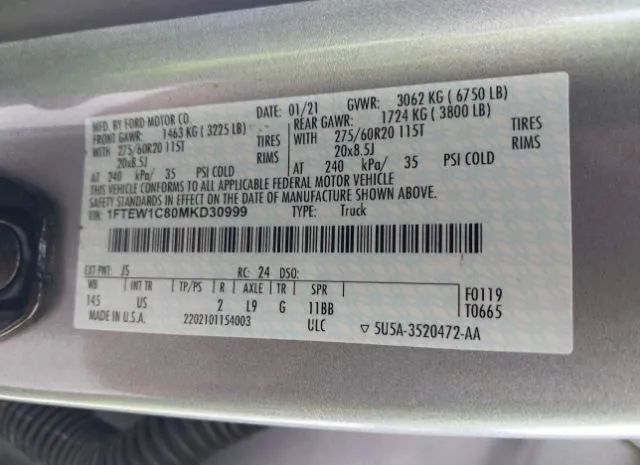 MFD. BY FORD MOTOR CO. DATE: 01/21 GVWR: 3062 KG ( 6750 LB)
FRONT GAWR: 1463 KG ( 3225 LB) REAR GAWR: 1724 KG ( 3800 LB)
WITH 275/60R20 115T TIRES WITH 275/60R20 115T TIRES
20x8.5J RIMS 20x8.5J RIMS
AT 240 kPa/ 35 PSI COLD AT 240 kPa/ 35 PSI COLD
THIS VEHICLE CONFORMS TO ALL APPLICABLE FEDERAL MOTOR VEHICLE
SAFETY STANDARDS IN EFFECT ON THE DATE OF MANUFACTURE SHOWN ABOVE.
VIN: 1FTEW1C80MKD30999 TYPE: Truck
EXT PNT: JS RC: 24 DSO:
WB INT TR TP/PS R AXLE TR SPR F0119
145 US 2 L9 G 11BB T0665
MADE IN U.S.A. 2202101154003 ULC ▽ 5U5A-3520472-AA